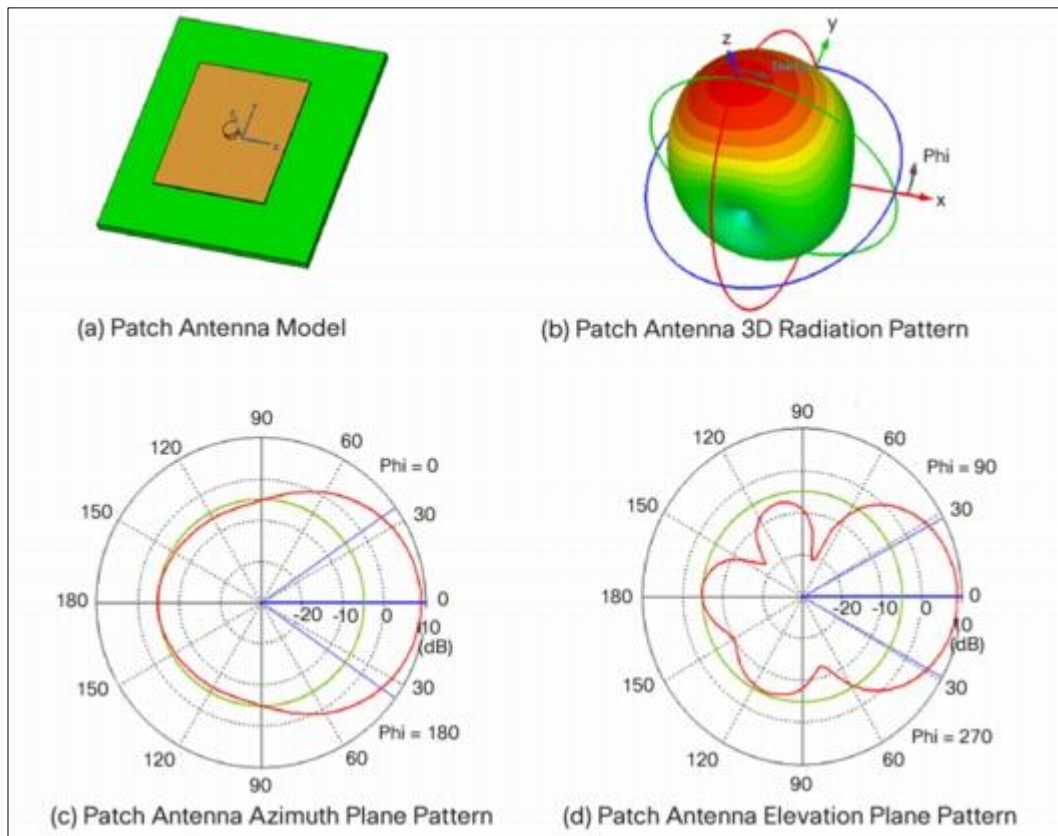 z
y
Phi
x
(a) Patch Antenna Model
(b) Patch Antenna 3D Radiation Pattern
90
120
60
Phi = 0
150
30
180
-20
-10
0
10
(dB)
0
150
30
Phi = 180
120
60
90
(c) Patch Antenna Azimuth Plane Pattern
90
120
60
Phi = 90
150
30
180
-20
-10
0
10
(dB)
0
150
30
Phi = 270
120
60
90
(d) Patch Antenna Elevation Plane Pattern